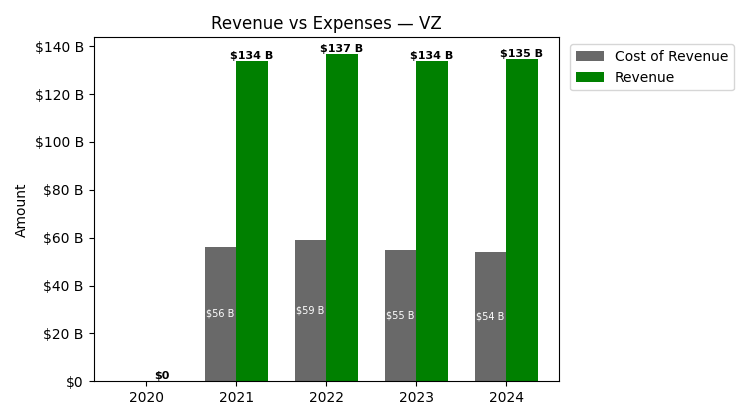 Revenue vs Expenses — VZ
$140 B
$120 B
$100 B
$80 B
$60 B
$40 B
$20 B
$0
Amount
$134 B
$137 B
$134 B
$135 B
$56 B
$59 B
$55 B
$54 B
$0
2020
2021
2022
2023
2024
Cost of Revenue
Revenue